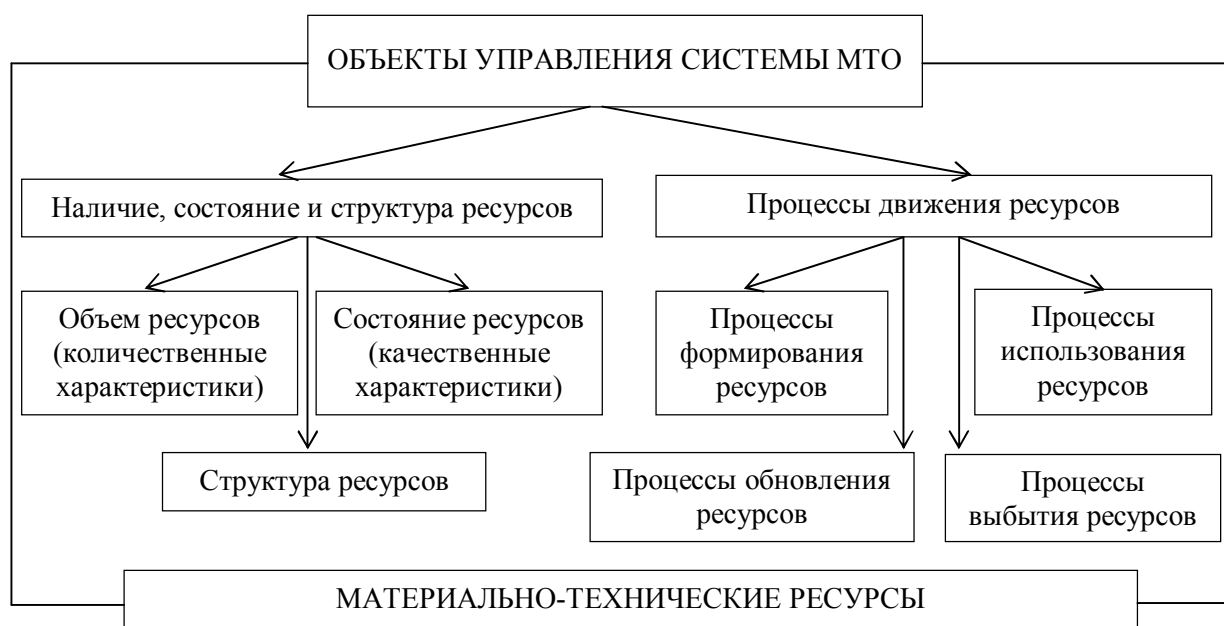 ОБЪЕКТЫ УПРАВЛЕНИЯ СИСТЕМЫ МТО
Наличие, состояние и структура ресурсов
Процессы движения ресурсов
Объем ресурсов
(количественные
характеристики)
Состояние ресурсов
(качественные
характеристики)
Процессы
формирования
ресурсов
Процессы
использования
ресурсов
Структура ресурсов
Процессы обновления
ресурсов
Процессы
выбытия ресурсов
МАТЕРИАЛЬНО-ТЕХНИЧЕСКИЕ РЕСУРСЫ